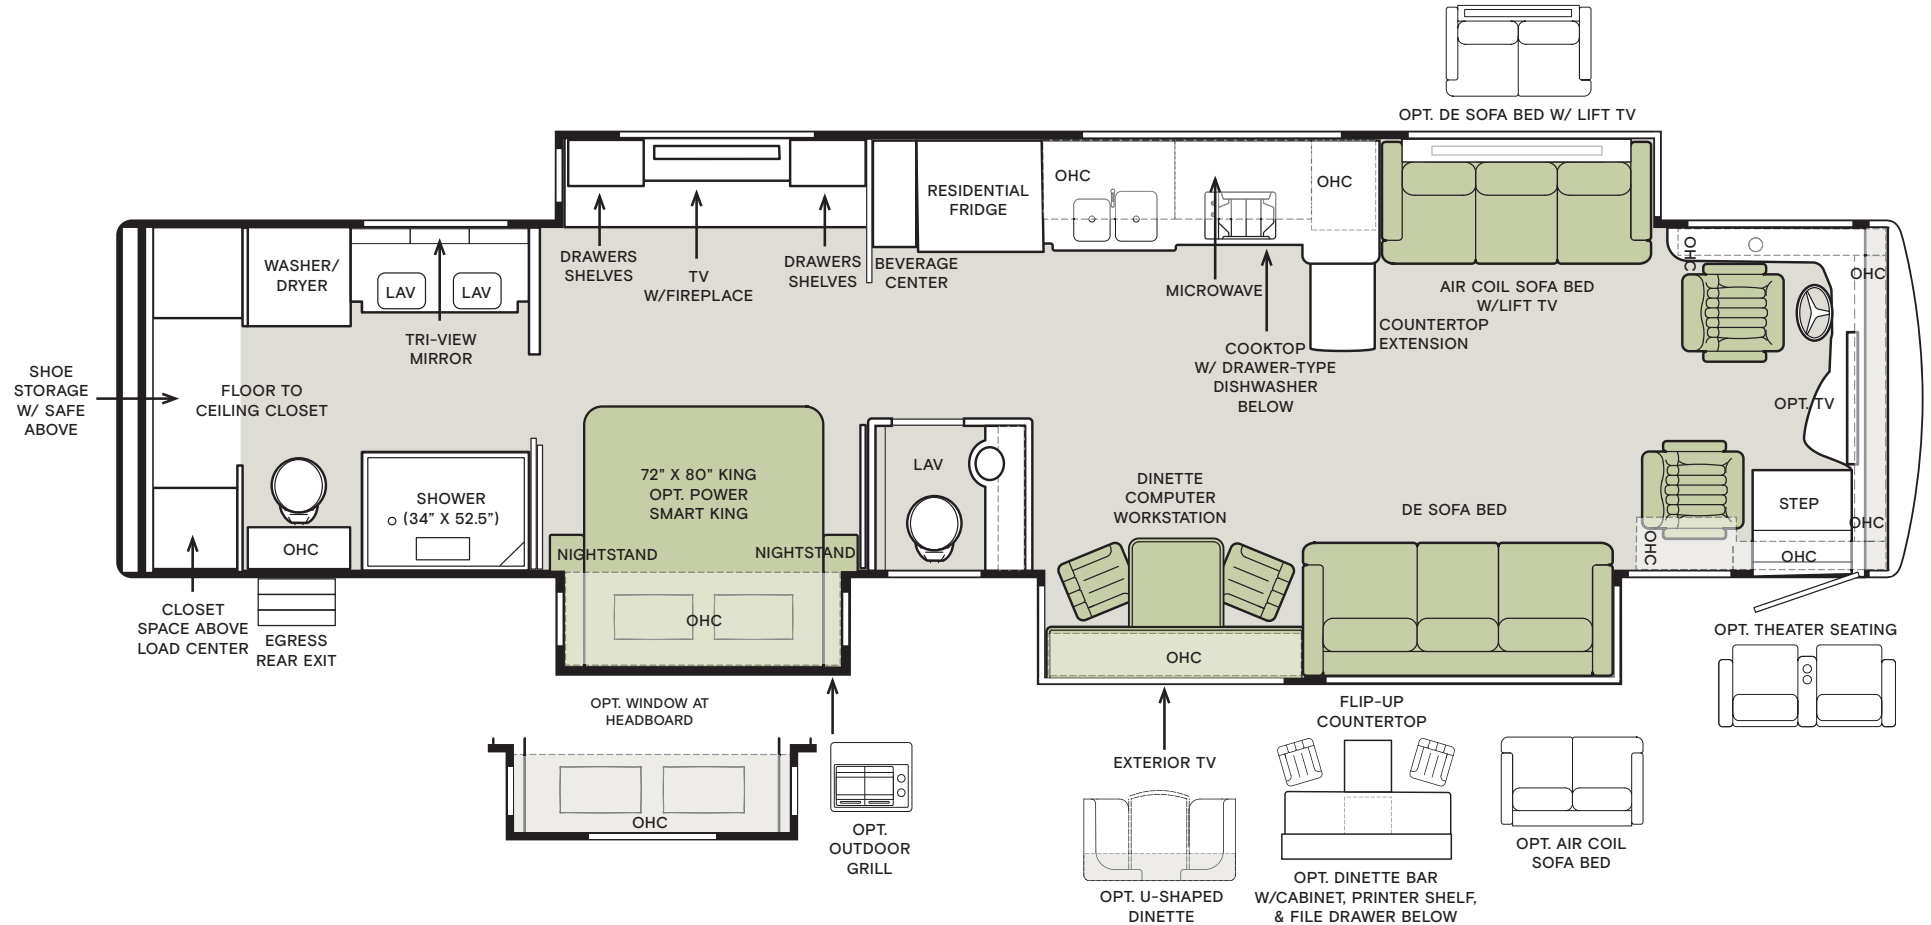 OPT. DE SOFA BED W/ LIFT TV
OHC
OHC
RESIDENTIAL
FRIDGE
DRAWERS
SHELVES
TV
W/FIREPLACE
DRAWERS
SHELVES
BEVERAGE
CENTER
MICROWAVE
COOKTOP
W/ DRAWER-TYPE
DISHWASHER
BELOW
COUNTERTOP
EXTENSION
AIR COIL SOFA BED
W/LIFT TV
OHC
OHC
WASHER/
DRYER
LAV
LAV
TRI-VIEW
MIRROR
SHOE
STORAGE
W/ SAFE
ABOVE
FLOOR TO
CEILING CLOSET
OPT. TV
72" X 80" KING
OPT. POWER
SMART KING
NIGHTSTAND
NIGHTSTAND
OHC
SHOWER
(34" X 52.5")
OHC
LAV
DINETTE
COMPUTER
WORKSTATION
DE SOFA BED
STEP
OHC
OHC
OHC
OHC
CLOSET
SPACE ABOVE
LOAD CENTER
EGRESS
REAR EXIT
OPT. WINDOW AT
HEADBOARD
OHC
OPT.
OUTDOOR
GRILL
EXTERIOR TV
OPT. U-SHAPED
DINETTE
FLIP-UP
COUNTERTOP
OPT. DINETTE BAR
W/CABINET, PRINTER SHELF,
& FILE DRAWER BELOW
OPT. AIR COIL
SOFA BED
OPT. THEATER SEATING